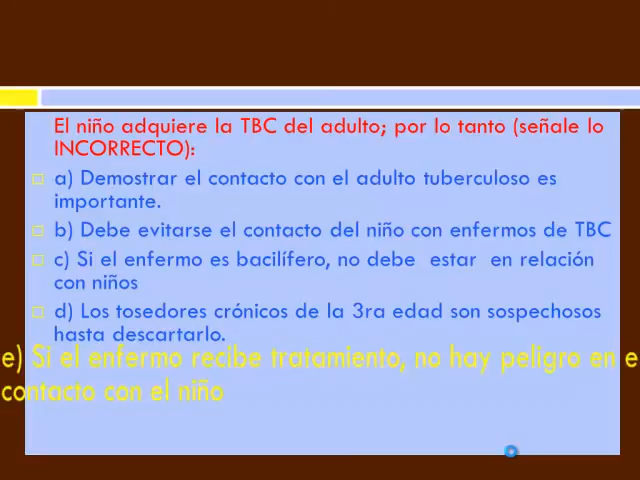 El niño adquiere la TBC del adulto; por lo tanto (señale lo
INCORRECTO):
a) Demostrar el contacto con el adulto tuberculoso es
importante.
b) Debe evitarse el contacto del niño con enfermos de TBC
c) Si el enfermo es bacilífero, no debe estar en relación
con niños
d) Los tosedores crónicos de la 3ra edad son sospechosos
hasta descartarlo.
e) Si el enfermo recibe tratamiento, no hay peligro en e
contacto con el niño